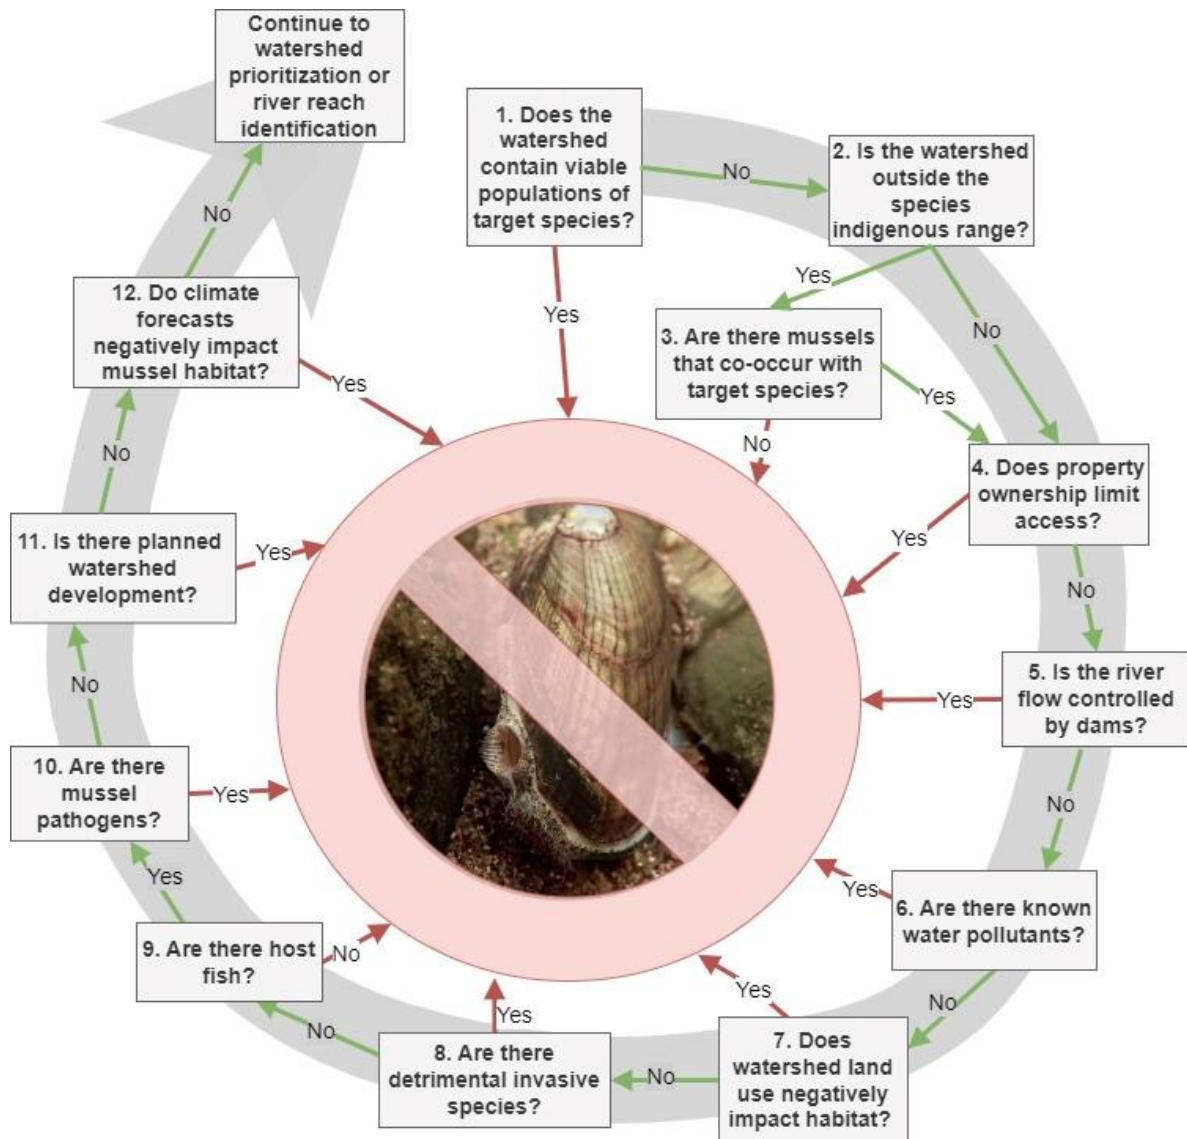 Continue to
watershed
prioritization or
river reach
identification
1. Does the
watershed
contain viable
populations of
target species?
No
Yes
2. Is the watershed
outside the
species
indigenous range?
Yes
No
3. Are there mussels
that co-occur with
target species?
Yes
No
4. Does property
ownership limit
access?
Yes
No
5. Is the river
flow controlled
by dams?
Yes
No
6. Are there known
water pollutants?
Yes
No
7. Does
watershed land
use negatively
impact habitat?
Yes
No
8. Are there
detrimental invasive
species?
Yes
No
9. Are there host
fish?
No
Yes
10. Are there
mussel
pathogens?
Yes
No
11. Is there planned
watershed
development?
Yes
No
12. Do climate
forecasts
negatively impact
mussel habitat?
Yes
No